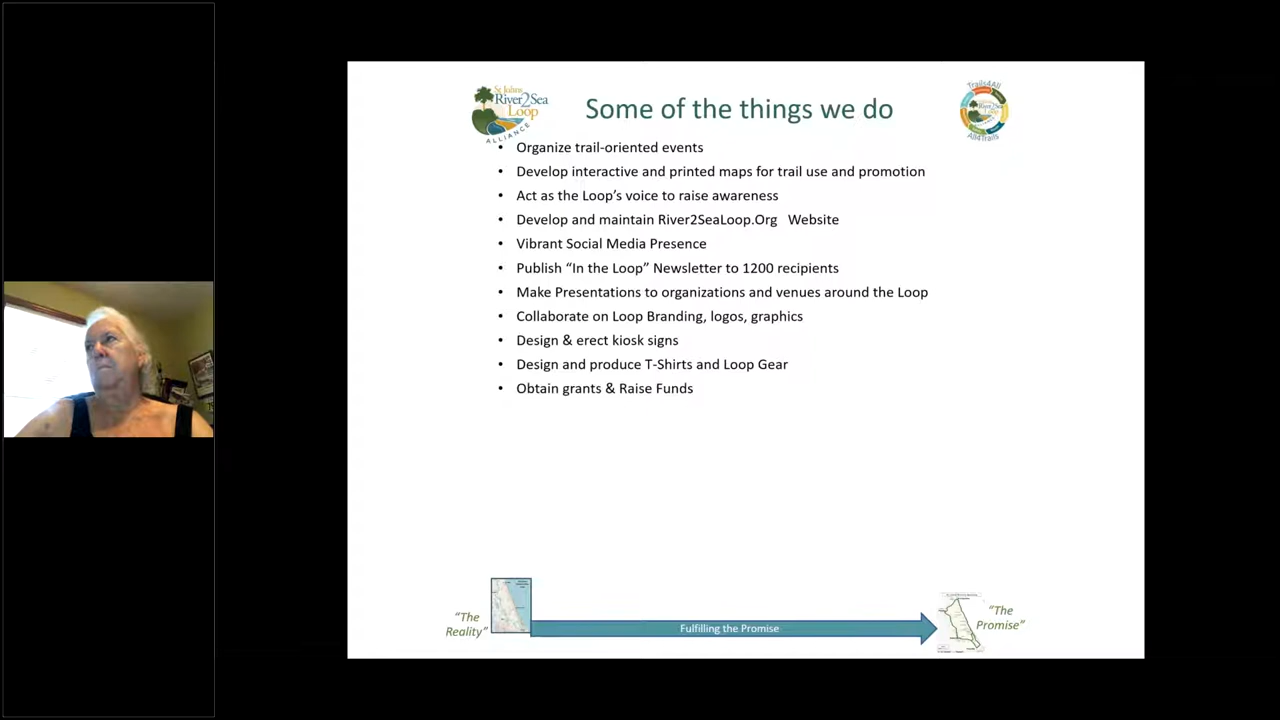 St Johns
River2Sea
Loop
ALLIANCE
Some of the things we do
Trails4All
All4Trails
• Organize trail-oriented events
• Develop interactive and printed maps for trail use and promotion
• Act as the Loop’s voice to raise awareness
• Develop and maintain River2SeaLoop.Org Website
• Vibrant Social Media Presence
• Publish “In the Loop” Newsletter to 1200 recipients
• Make Presentations to organizations and venues around the Loop
• Collaborate on Loop Branding, logos, graphics
• Design & erect kiosk signs
• Design and produce T-Shirts and Loop Gear
• Obtain grants & Raise Funds
“The
Reality”
Fulfilling the Promise
“The
Promise”